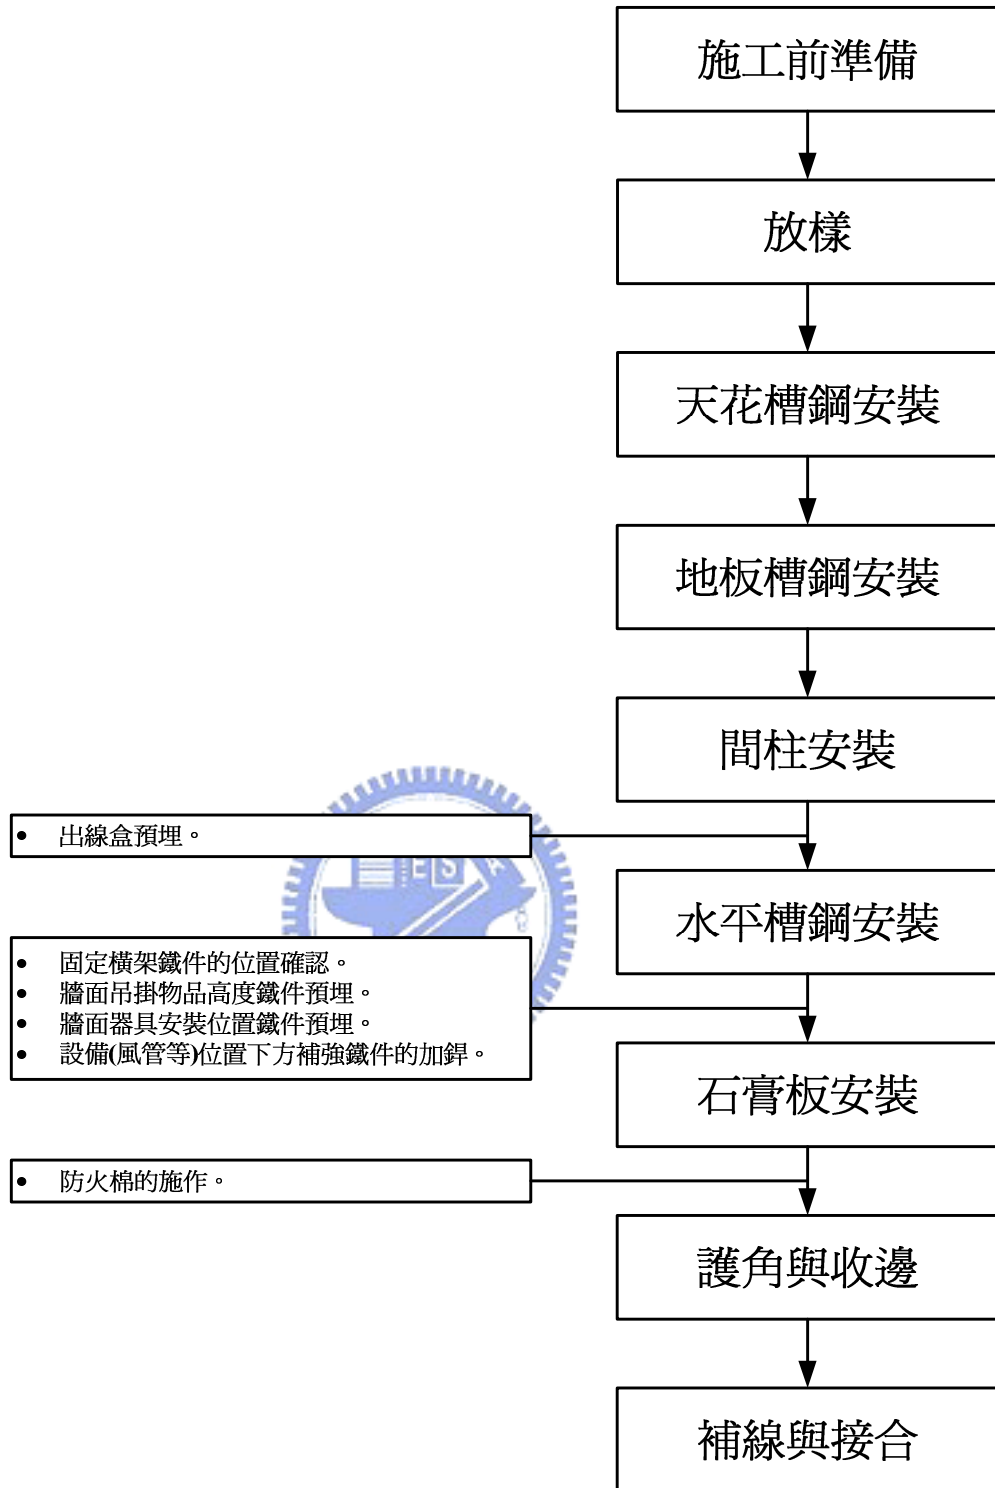 施工前準備
放樣
天花槽鋼安裝
地板槽鋼安裝
間柱安裝
• 出線盒預埋。
水平槽鋼安裝
• 固定橫架鐵件的位置確認。
• 牆面吊掛物品高度鐵件預埋。
• 牆面器具安裝位置鐵件預埋。
• 設備(風管等)位置下方補強鐵件的加銲。
石膏板安裝
• 防火棉的施作。
護角與收邊
補線與接合
ES